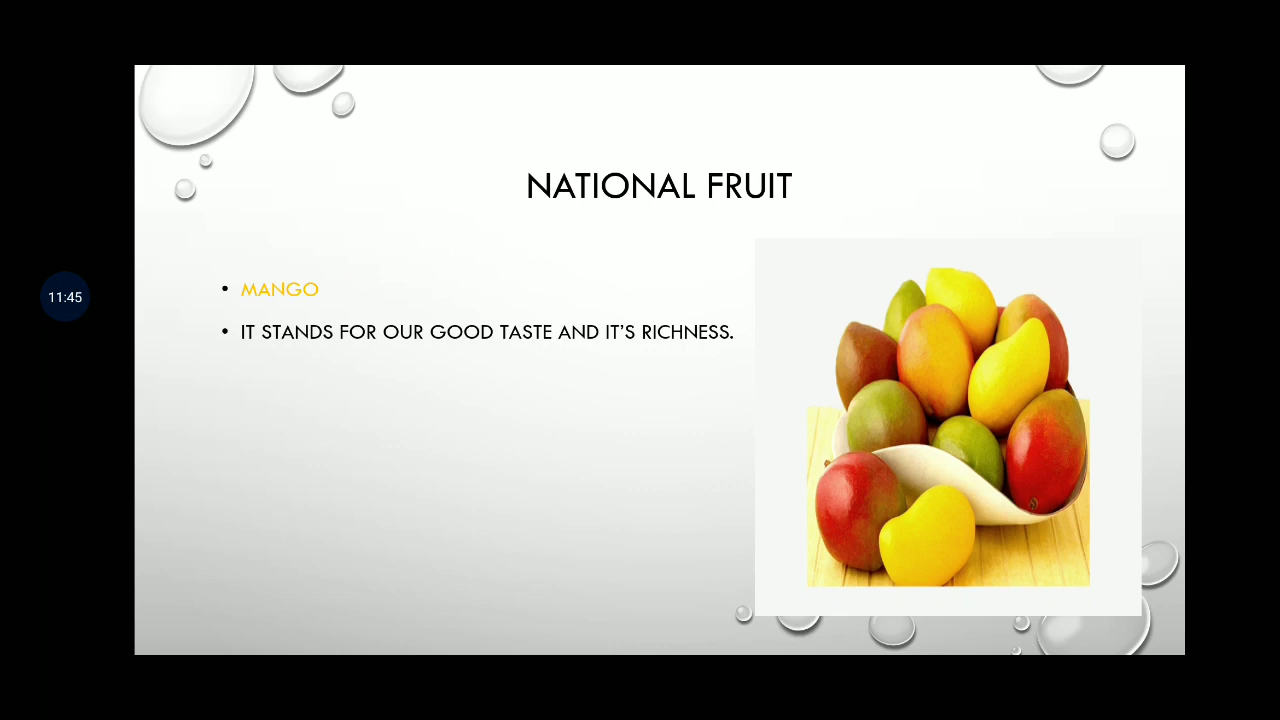 NATIONAL FRUIT
• MANGO
• IT STANDS FOR OUR GOOD TASTE AND IT'S RICHNESS.
11:45